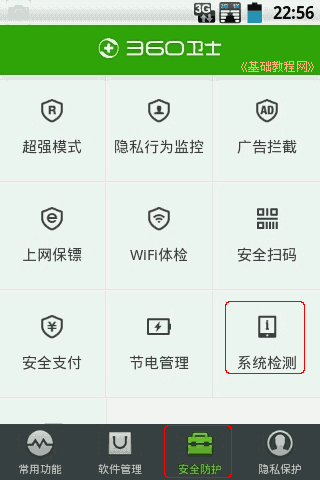 3G 22:56
360卫士
《基础教程网》
超强模式 隐私行为监控 广告拦截
上网保镖 WiFi体检 安全扫码
安全支付 节电管理 系统检测
常用功能 软件管理 安全防护 隐私保护